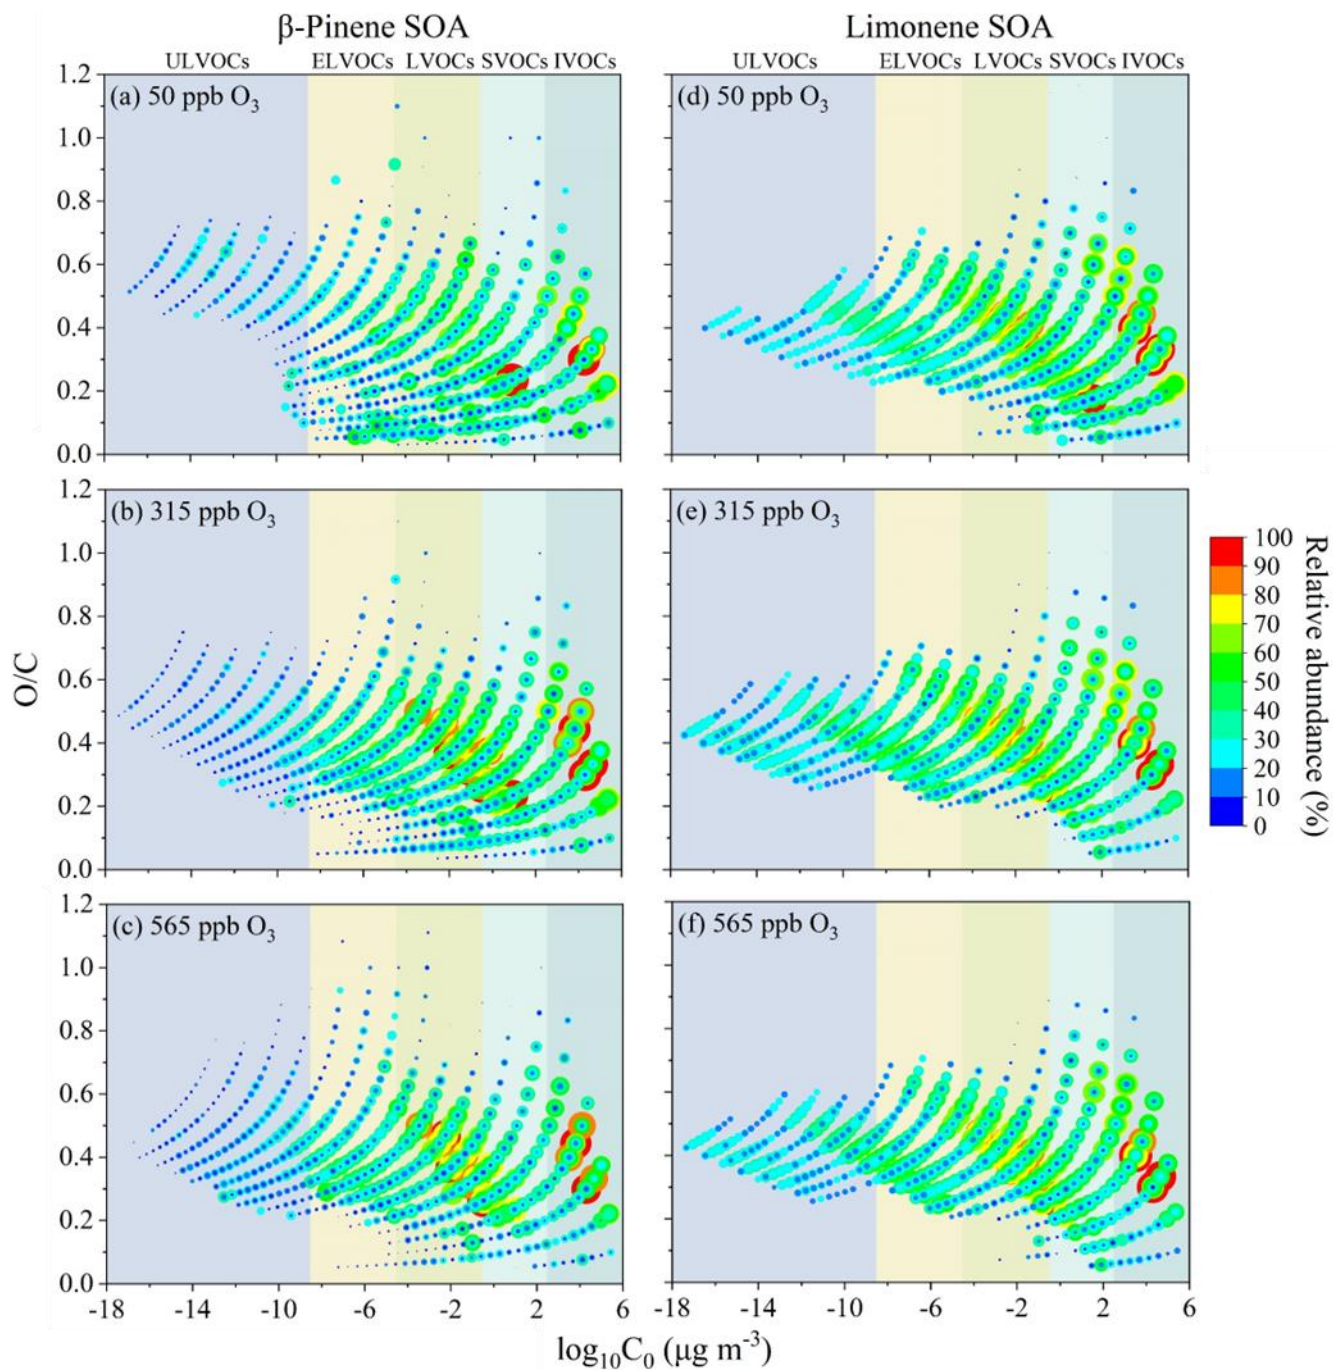 β-Pinene SOA
Limonene SOA
ULVOCs ELVOCs LVOCs SVOCs IVOCs
ULVOCs ELVOCs LVOCs SVOCs IVOCs
(a) 50 ppb O₃
(d) 50 ppb O₃
1.2
1.0
0.8
0.6
0.4
0.2
0.0
(b) 315 ppb O₃
(e) 315 ppb O₃
1.2
1.0
0.8
0.6
0.4
0.2
0.0
O/C
(c) 565 ppb O₃
(f) 565 ppb O₃
1.2
1.0
0.8
0.6
0.4
0.2
0.0
-18 -14 -10 -6 -2 2 6
-18 -14 -10 -6 -2 2 6
log₁₀C₀ (μg m⁻³)
100
90
80
70
60
50
40
30
20
10
0
Relative abundance (%)